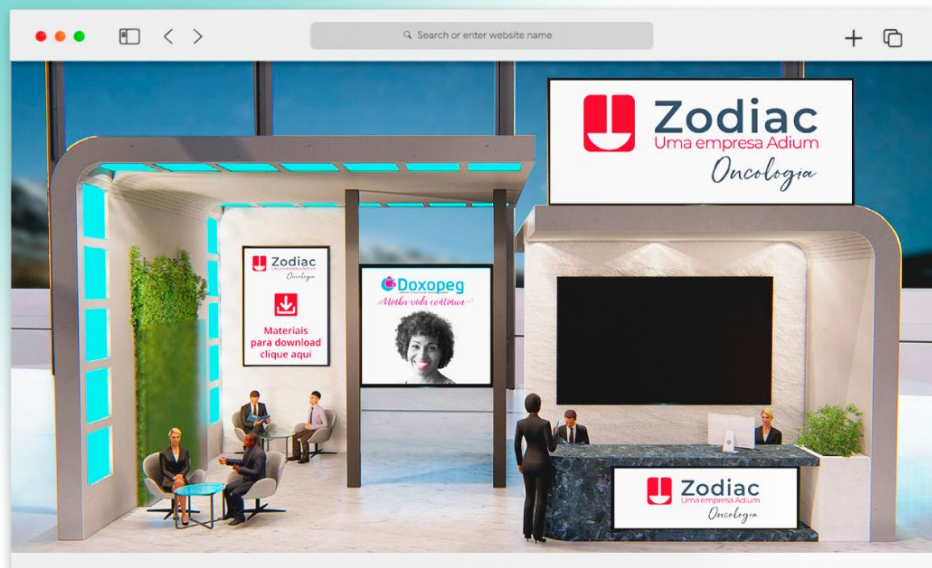 Search or enter website name
Zodiac
Uma empresa Adium
Oncologia
Zodiac
Oncologia
Materiais
para download
clique aqui
Doxopeg
Minha vida continua
Zodiac
Uma empresa Adium
Oncologia